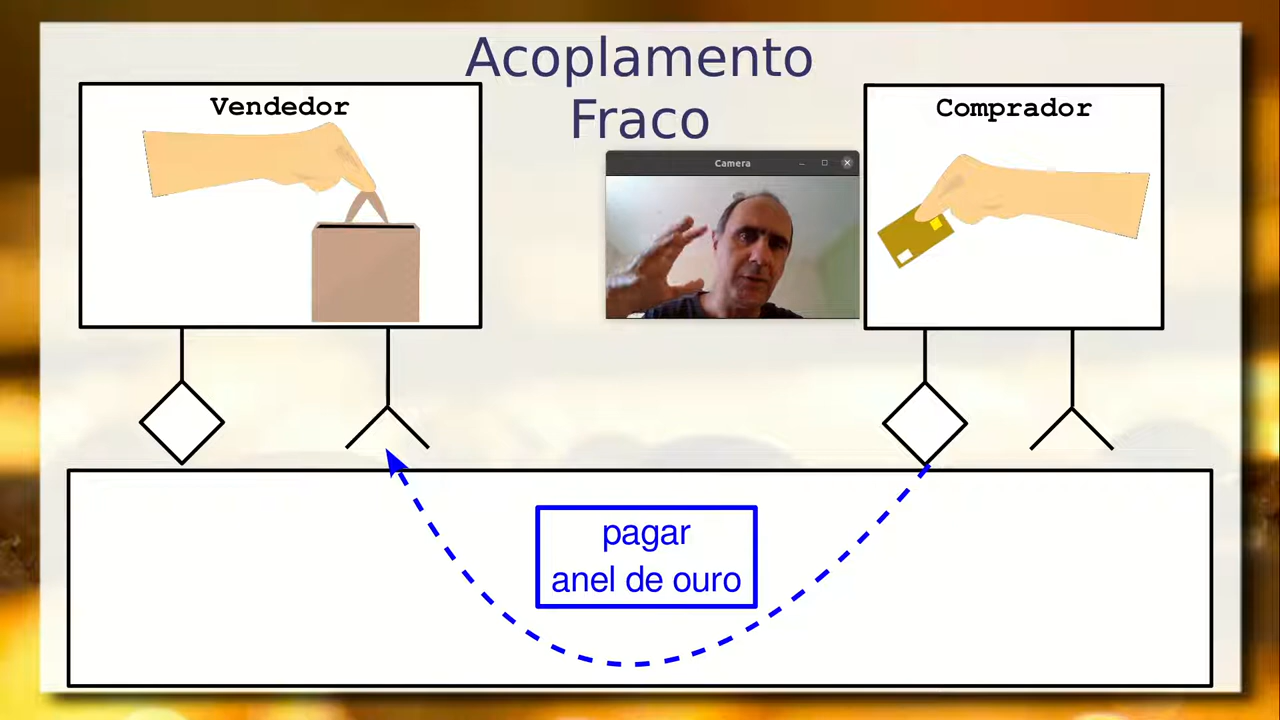 Acoplamento
Fraco
Vendedor
Camera
Comprador
pagar
anel de ouro